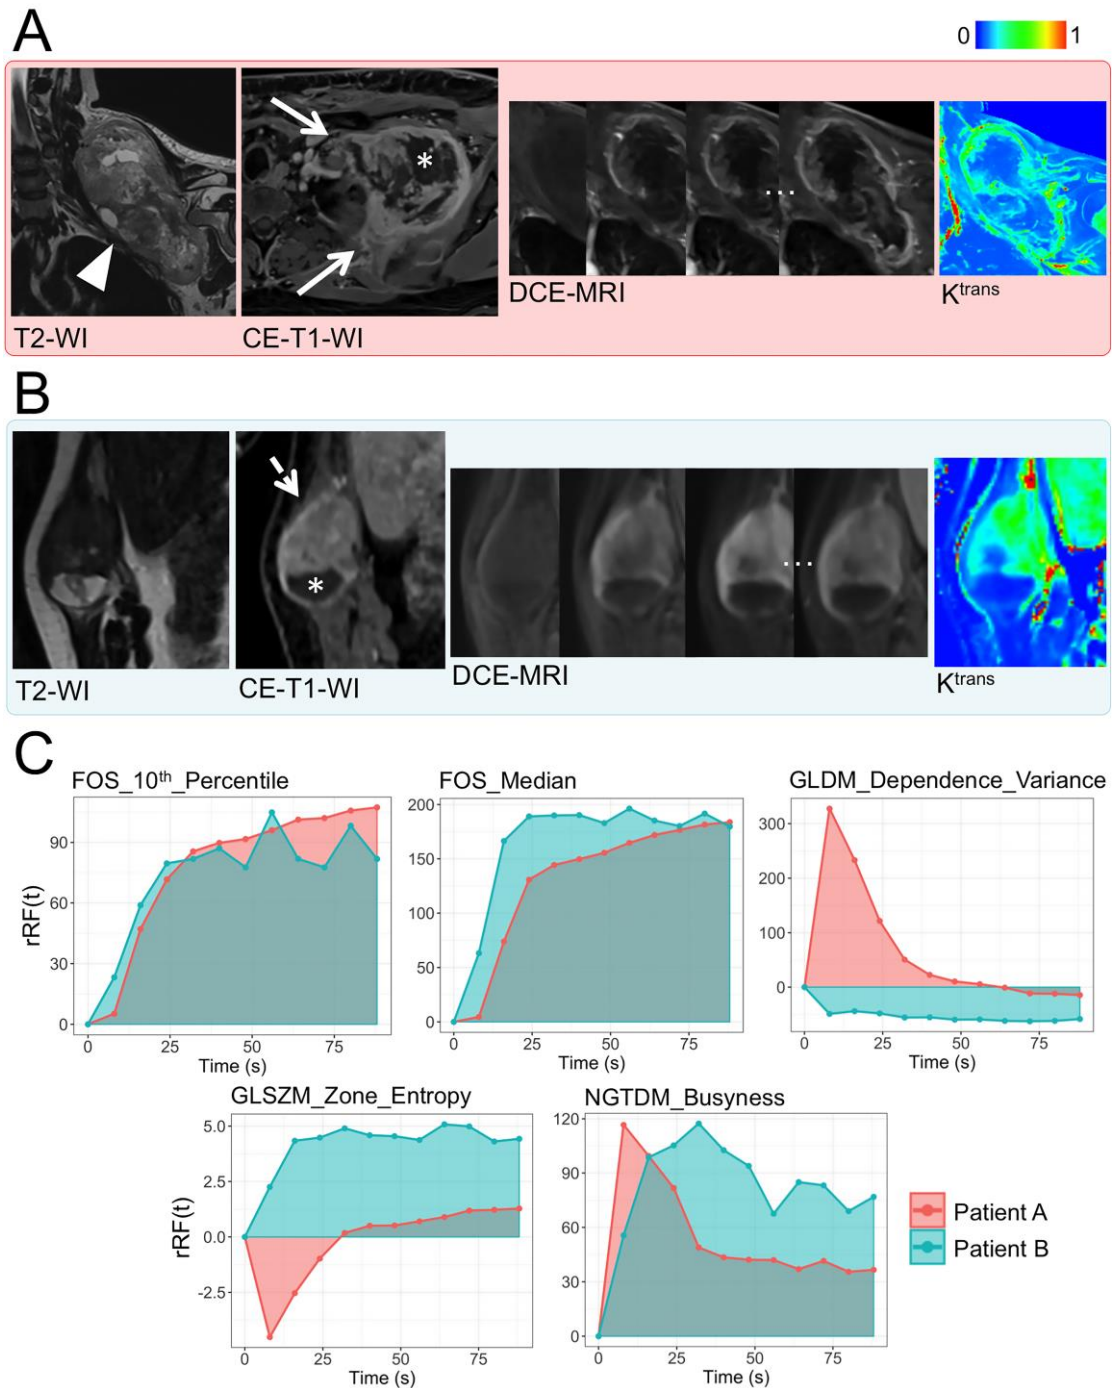 A
0 1
*
...
T2-WI
CE-T1-WI
DCE-MRI
Ktrans
B
*
...
T2-WI
CE-T1-WI
DCE-MRI
Ktrans
C
FOS_10th_Percentile
90
60
30
0
rRF(t)
0 25 50 75
Time (s)
FOS_Median
200
150
100
50
0
0 25 50 75
Time (s)
GLDM_Dependence_Variance
300
200
100
0
0 25 50 75
Time (s)
GLSZM_Zone_Entropy
5.0
2.5
0.0
-2.5
rRF(t)
0 25 50 75
Time (s)
NGTDM_Busyness
120
90
60
30
0
0 25 50 75
Time (s)
Patient A
Patient B